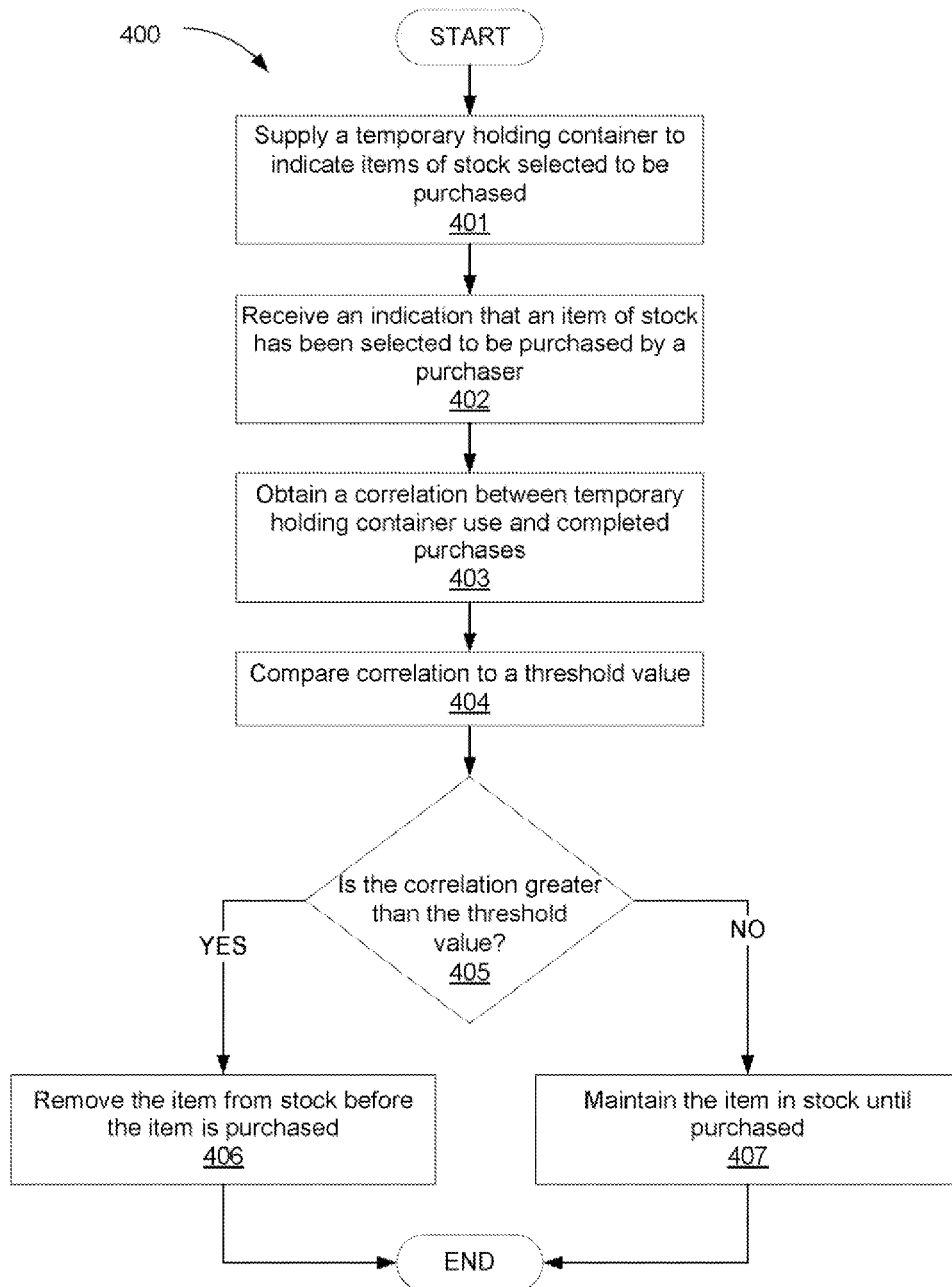 400
START
Supply a temporary holding container to
indicate items of stock selected to be
purchased
401
Receive an indication that an item of stock
has been selected to be purchased by a
purchaser
402
Obtain a correlation between temporary
holding container use and completed
purchases
403
Compare correlation to a threshold value
404
Is the correlation greater
than the threshold
value?
405
YES
NO
Remove the item from stock before
the item is purchased
406
Maintain the item in stock until
purchased
407
END